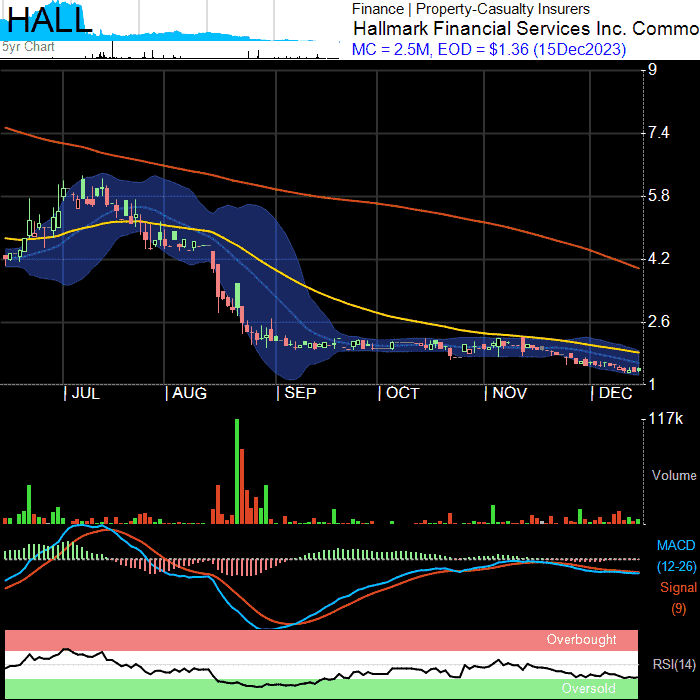 HALL
5yr Chart
Finance | Property-Casualty Insurers
Hallmark Financial Services Inc. Commo
MC = 2.5M, EOD = $1.36 (15Dec2023)
9
7.4
5.8
4.2
2.6
1
JUL AUG SEP OCT NOV DEC
117k
Volume
MACD
(12-26)
Signal
(9)
Overbought
RSI(14)
Oversold